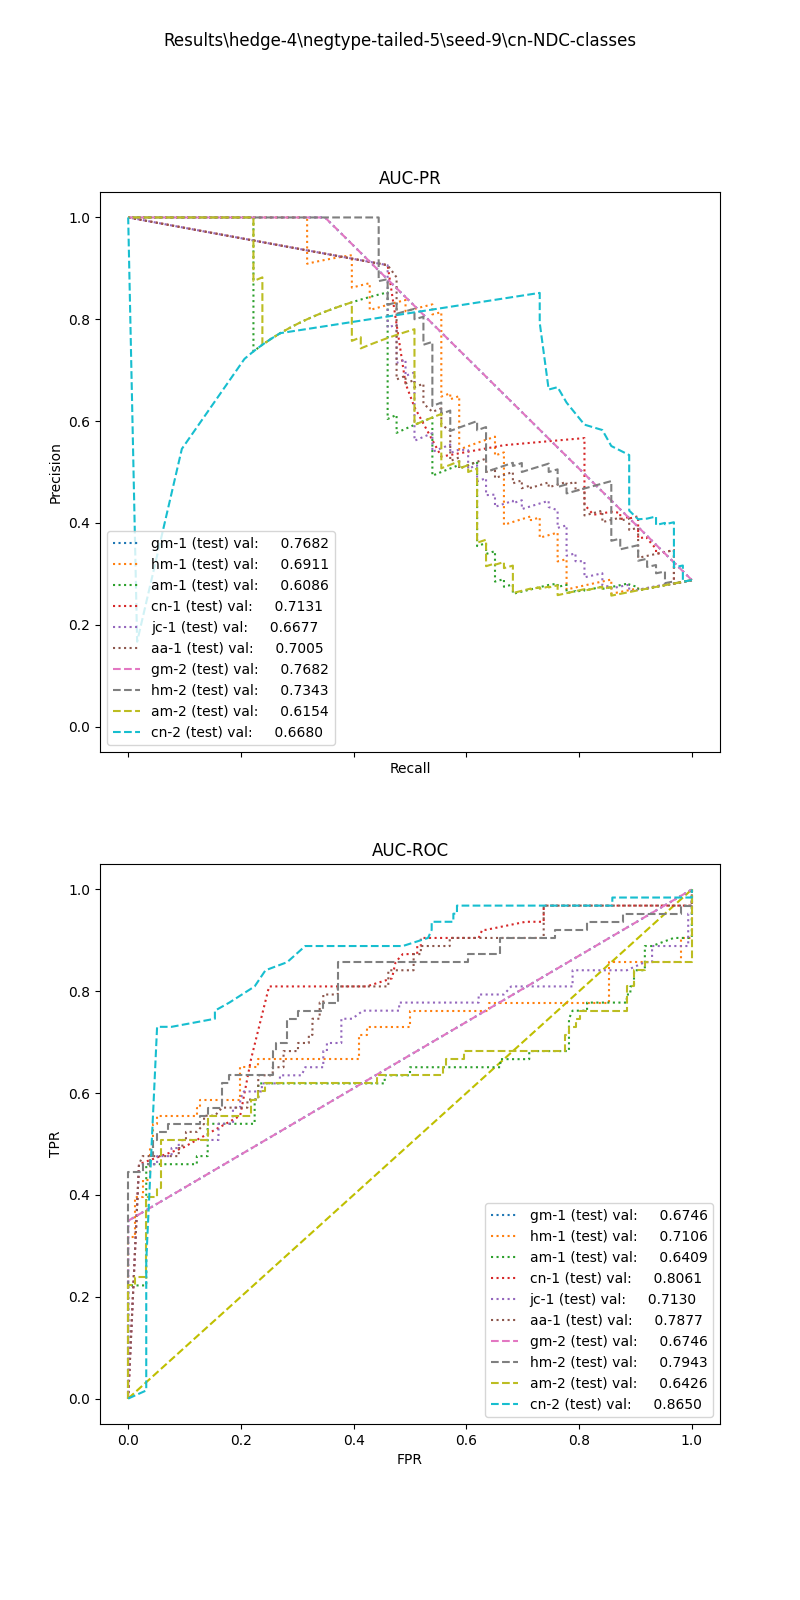 Results\hedge-4\negtype-tailed-5\seed-9\cn-NDC-classes
AUC-PR
1.0
0.8
0.6
0.4
0.2
0.0
Precision
gm-1 (test) val: 0.7682
hm-1 (test) val: 0.6911
am-1 (test) val: 0.6086
cn-1 (test) val: 0.7131
jc-1 (test) val: 0.6677
aa-1 (test) val: 0.7005
gm-2 (test) val: 0.7682
hm-2 (test) val: 0.7343
am-2 (test) val: 0.6154
cn-2 (test) val: 0.6680
Recall
AUC-ROC
1.0
0.8
0.6
0.4
0.2
0.0
TPR
gm-1 (test) val: 0.6746
hm-1 (test) val: 0.7106
am-1 (test) val: 0.6409
cn-1 (test) val: 0.8061
jc-1 (test) val: 0.7130
aa-1 (test) val: 0.7877
gm-2 (test) val: 0.6746
hm-2 (test) val: 0.7943
am-2 (test) val: 0.6426
cn-2 (test) val: 0.8650
0.0 0.2 0.4 0.6 0.8 1.0
FPR